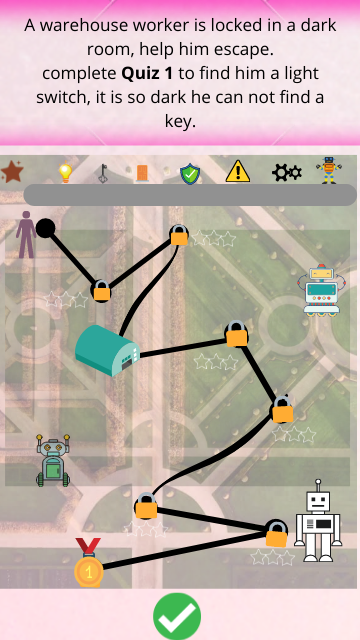 A warehouse worker is locked in a dark
room, help him escape.
complete Quiz 1 to find him a light
switch, it is so dark he can not find a
key.
1